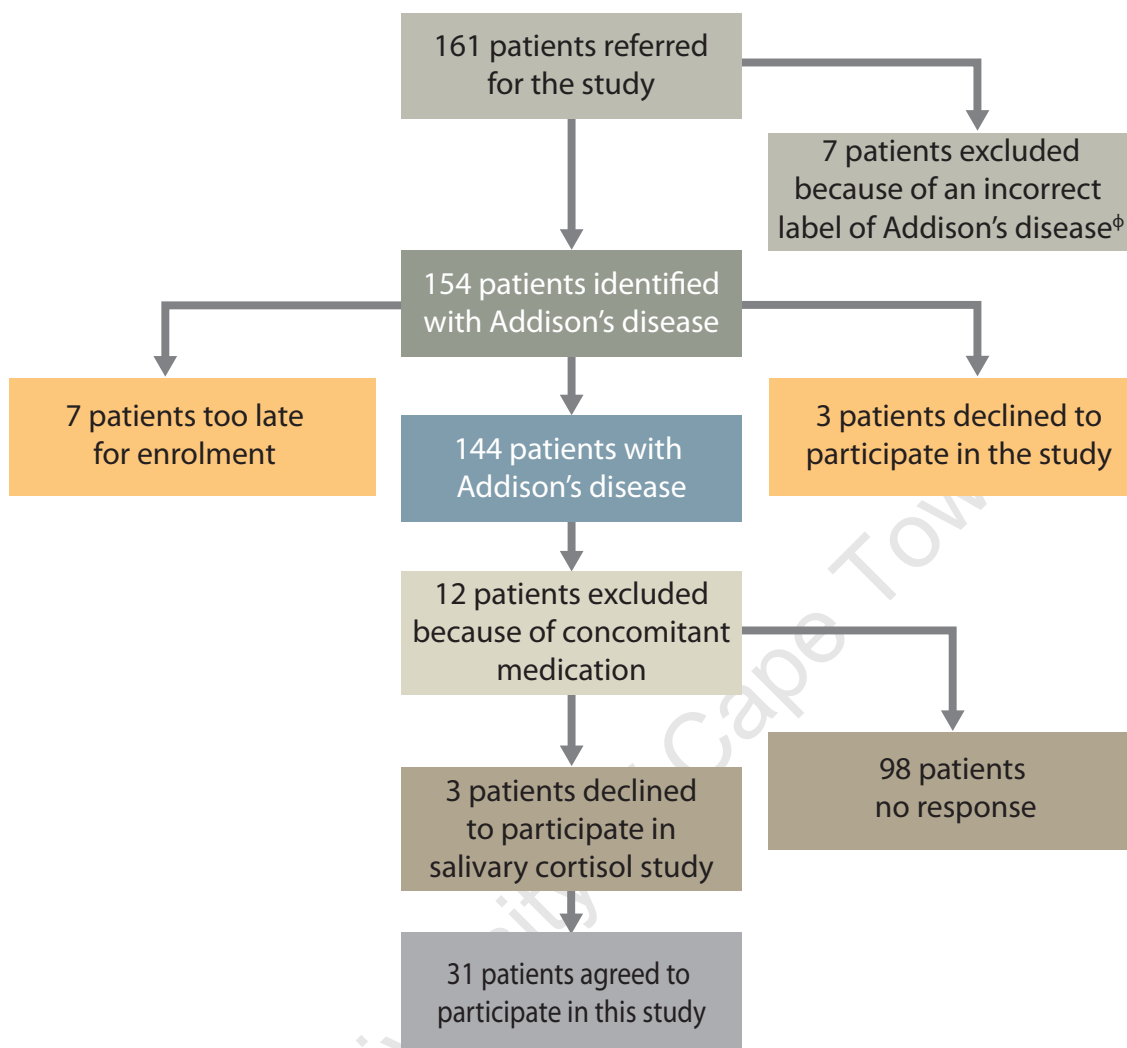 161 patients referred
for the study
7 patients excluded
because of an incorrect
label of Addison’s diseaseᶲ
154 patients identified
with Addison’s disease
7 patients too late
for enrolment
144 patients with
Addison’s disease
3 patients declined to
participate in the study
12 patients excluded
because of concomitant
medication
98 patients
no response
3 patients declined
to participate in
salivary cortisol study
31 patients agreed to
participate in this study
Cape